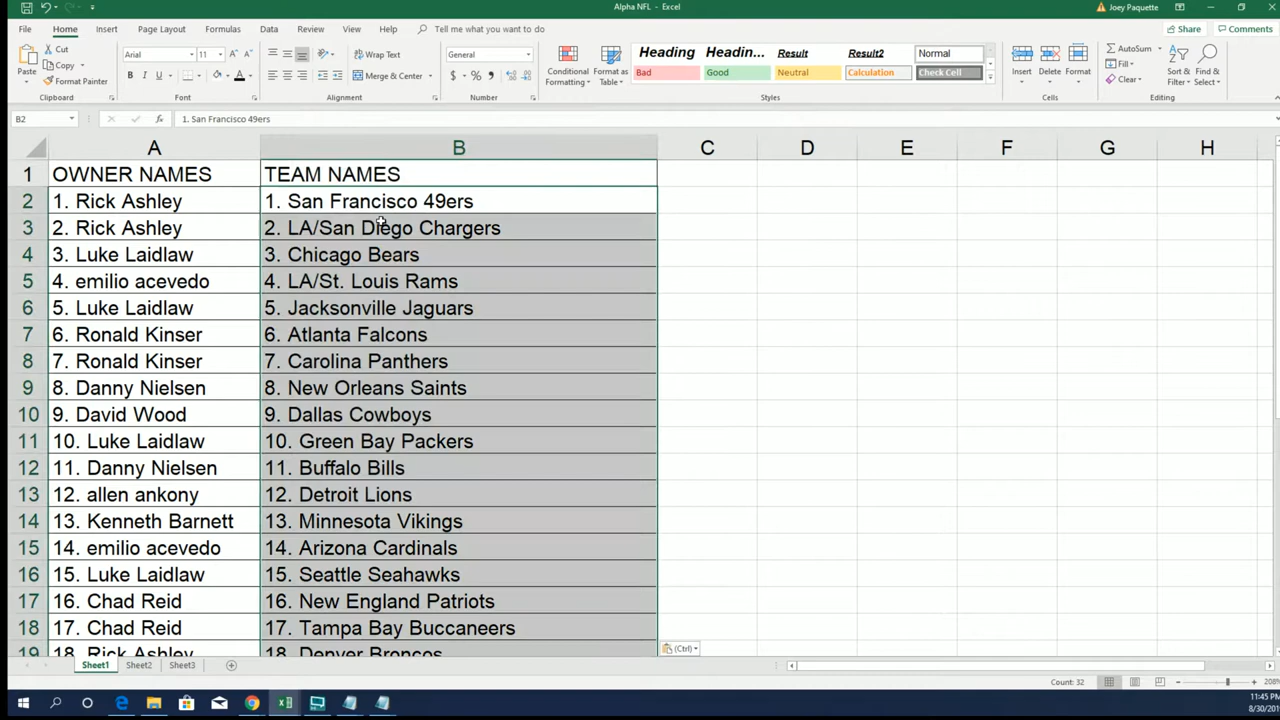 Alpha NFL - Excel
Joey Paquette
File Home Insert Page Layout Formulas Data Review View Help Tell me what you want to do Share Comments
Paste
Cut
Copy
Format Painter
Clipboard
Arial 11
B I U
Font
Wrap Text
Merge & Center
Alignment
General
$ % ,
Number
Conditional Formatting
Format as Table
Heading Headin... Result Result2 Normal
Bad Good Neutral Calculation Check Cell
Styles
Insert Delete Format
Cells
AutoSum
Fill
Clear
Sort & Filter
Find & Select
Editing
B2 fx 1. San Francisco 49ers
A B C D E F G H
1 OWNER NAMES TEAM NAMES
2 1. Rick Ashley 1. San Francisco 49ers
3 2. Rick Ashley 2. LA/San Diego Chargers
4 3. Luke Laidlaw 3. Chicago Bears
5 4. emilio acevedo 4. LA/St. Louis Rams
6 5. Luke Laidlaw 5. Jacksonville Jaguars
7 6. Ronald Kinser 6. Atlanta Falcons
8 7. Ronald Kinser 7. Carolina Panthers
9 8. Danny Nielsen 8. New Orleans Saints
10 9. David Wood 9. Dallas Cowboys
11 10. Luke Laidlaw 10. Green Bay Packers
12 11. Danny Nielsen 11. Buffalo Bills
13 12. allen ankony 12. Detroit Lions
14 13. Kenneth Barnett 13. Minnesota Vikings
15 14. emilio acevedo 14. Arizona Cardinals
16 15. Luke Laidlaw 15. Seattle Seahawks
17 16. Chad Reid 16. New England Patriots
18 17. Chad Reid 17. Tampa Bay Buccaneers
19 18. Rick Ashley 18. Denver Broncos
(Ctrl)
Sheet1 Sheet2 Sheet3
Count: 32
208%
11:45 PM
8/30/20